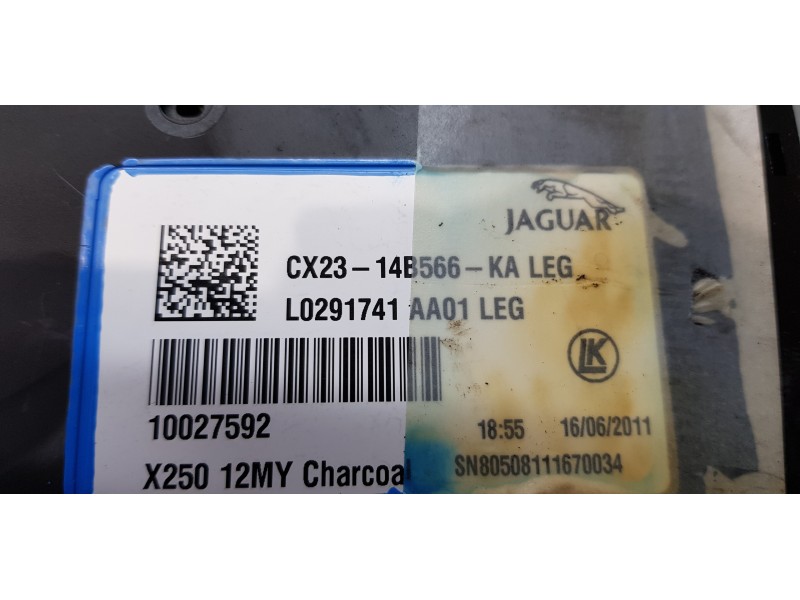 JAGUAR
CX23-14B566-KA LEG
L0291741 AA01 LEG
LK
10027592
18:55 16/06/2011
X250 12MY Charcoal
SN80508111670034